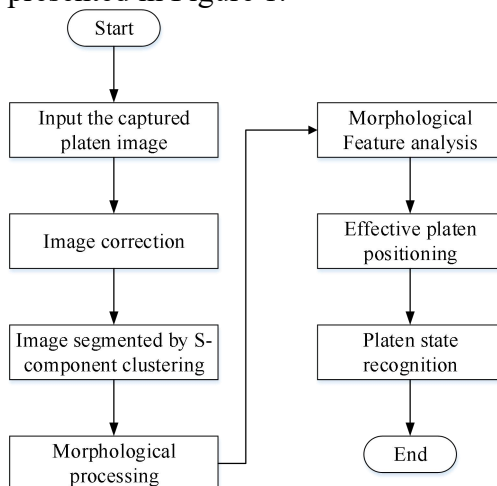 presented in Figure 1.
Start
Input the captured
platen image
Image correction
Image segmented by S-
component clustering
Morphological
processing
Morphological
Feature analysis
Effective platen
positioning
Platen state
recognition
End